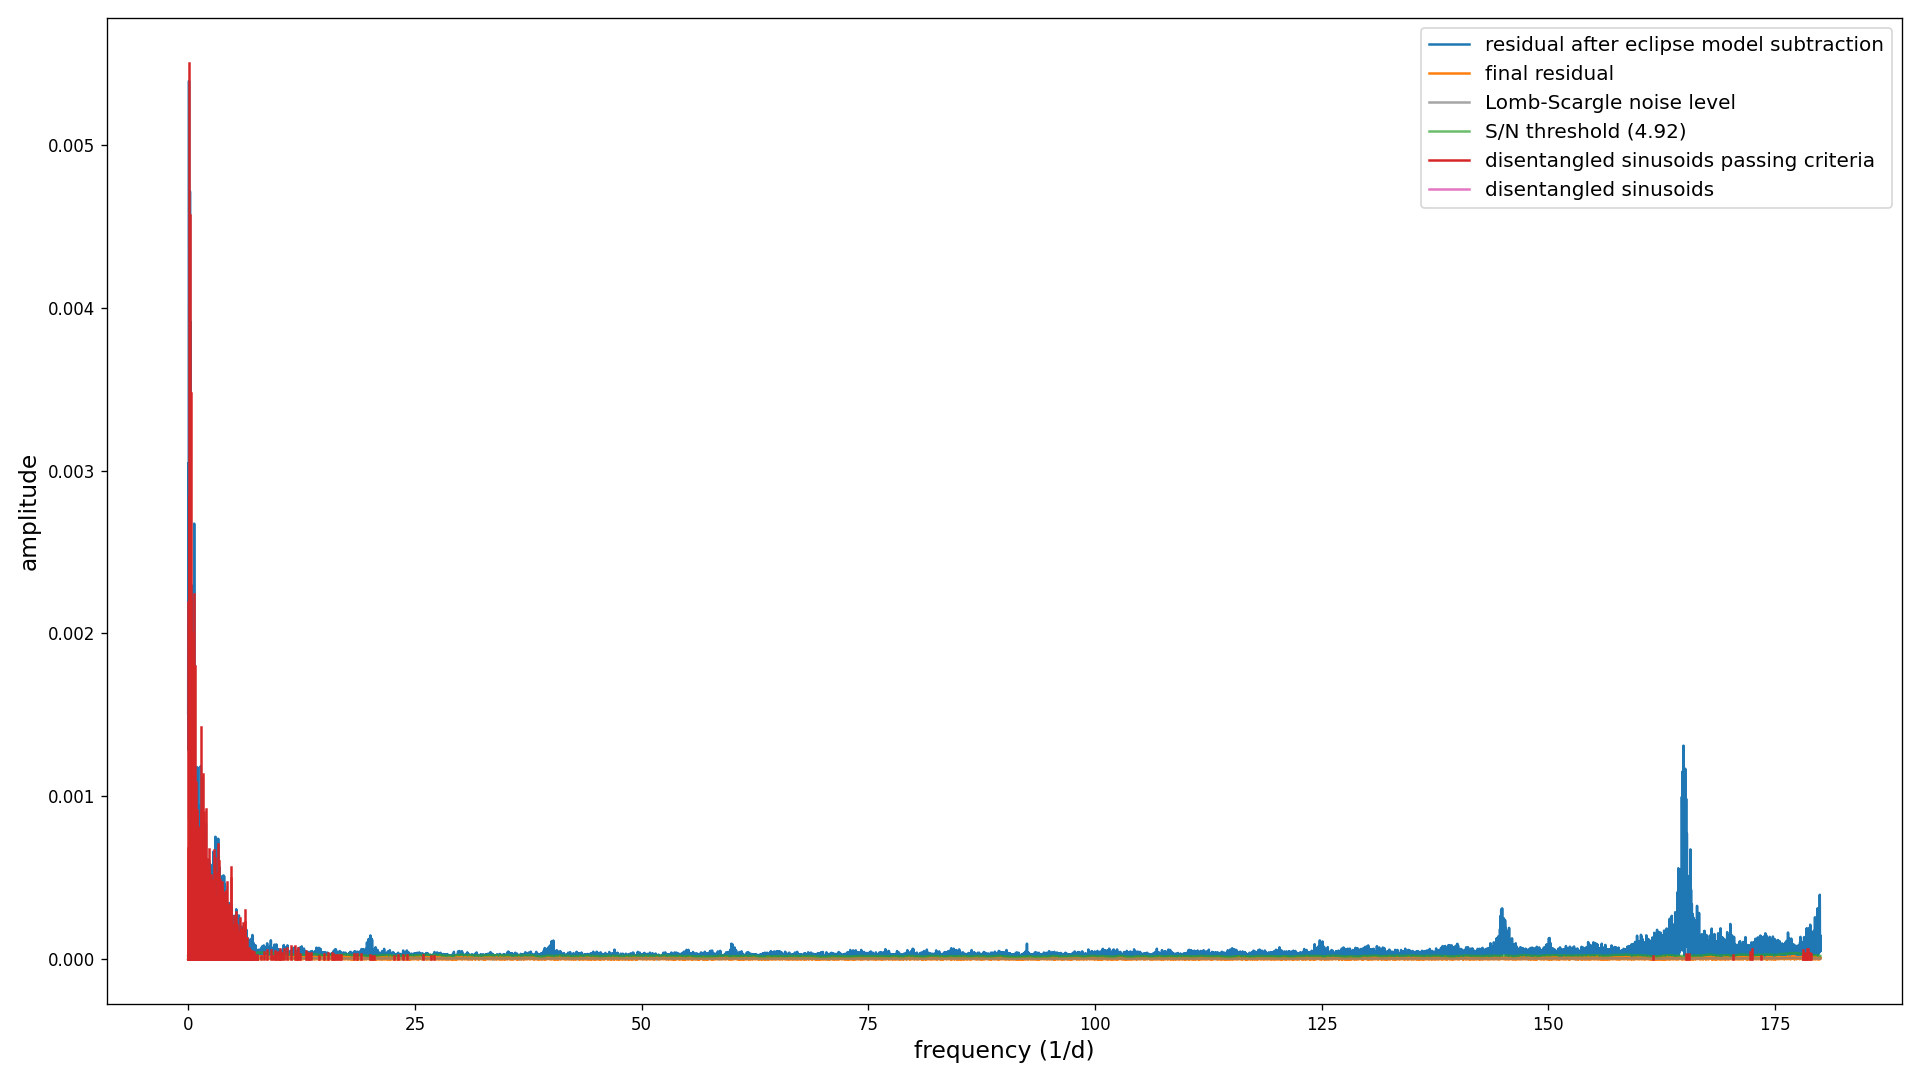 residual after eclipse model subtraction
final residual
Lomb-Scargle noise level
S/N threshold (4.92)
disentangled sinusoids passing criteria
disentangled sinusoids
0.005
0.004
0.003
0.002
0.001
0.000
amplitude
0 25 50 75 100 125 150 175
frequency (1/d)